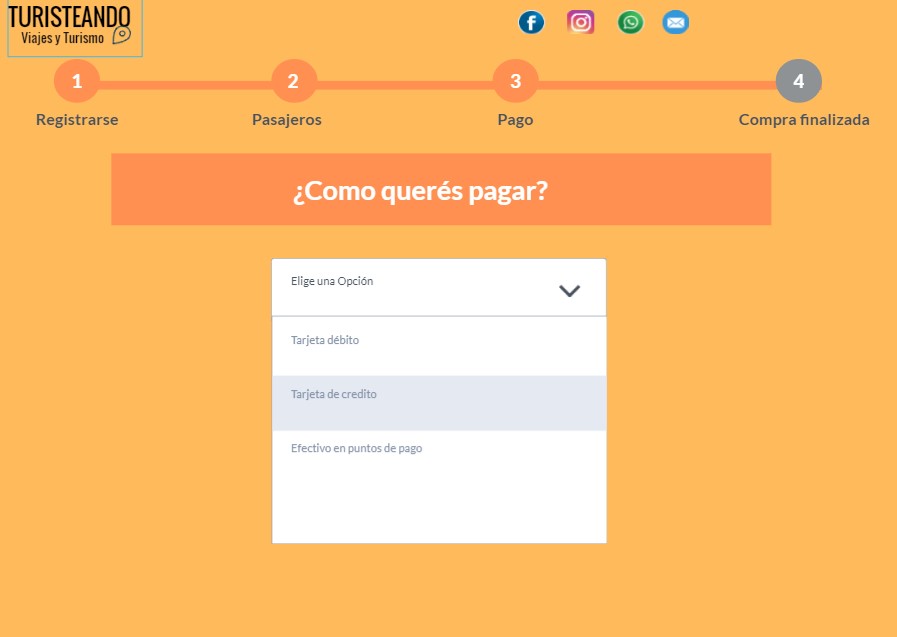 TURISTEANDO
Viajes y Turismo
1
2
3
4
Registrarse
Pasajeros
Pago
Compra finalizada
¿Como querés pagar?
Elige una Opción
Tarjeta débito
Tarjeta de credito
Efectivo en puntos de pago